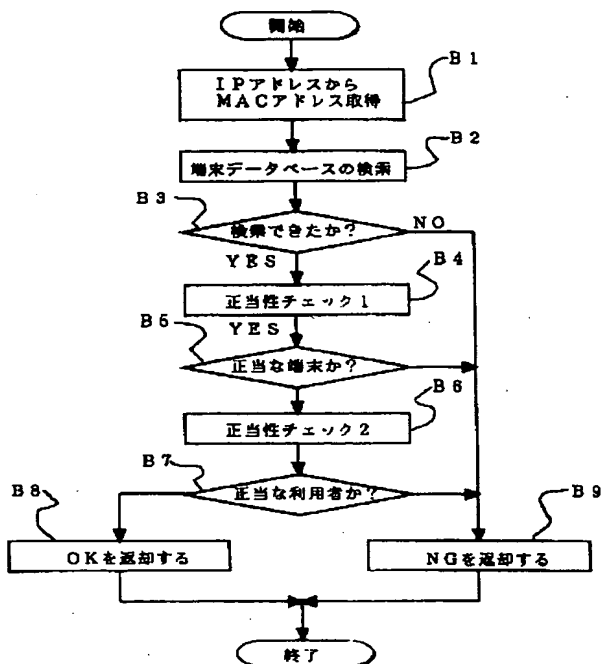 開始
B1
IPアドレスから
MACアドレス取得
B2
端末データベースの検索
B3
検索できたか?
NO
YES
B4
正当性チェック1
B5
YES
正当な端末か?
B6
正当性チェック2
B7
正当な利用者か?
B8
B9
OKを返却する
NGを返却する
終了